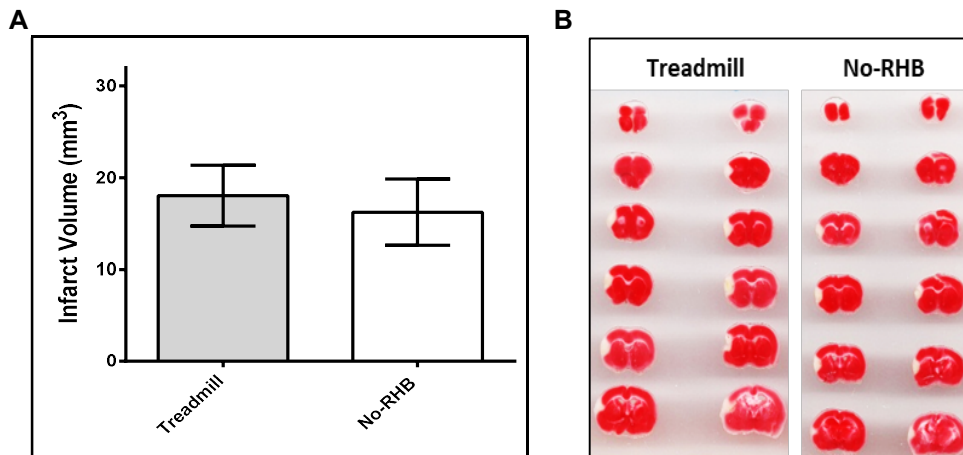 A
B
Infarct Volume (mm³)
30
20
10
0
Treadmill
No-RHB
Treadmill
No-RHB